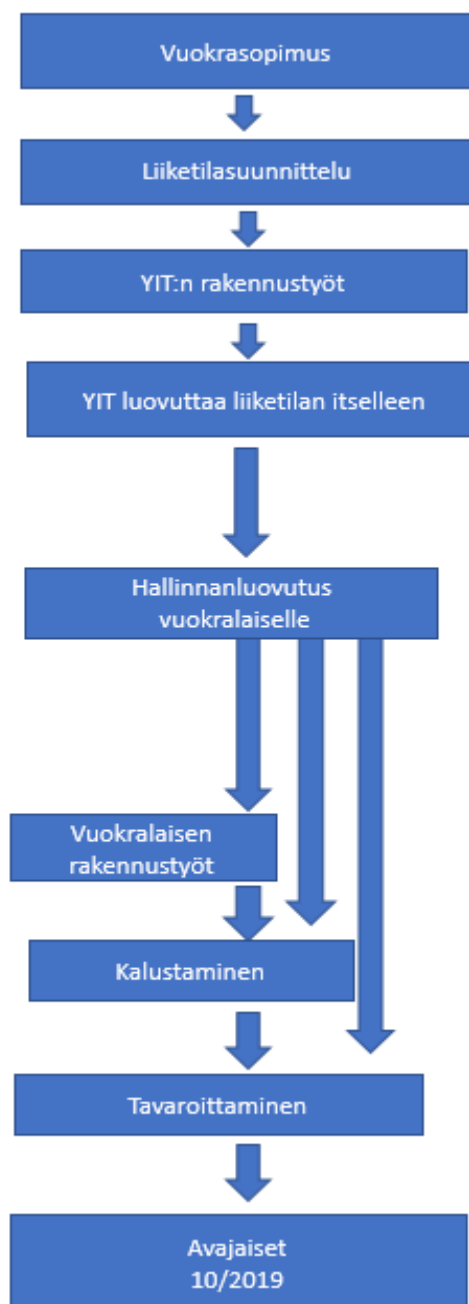 Vuokrasopimus
Liiketilasuunnittelu
YIT:n rakennustyöt
YIT luovuttaa liiketilan itselleen
Hallinnanluovutus
vuokralaiselle
Vuokralaisen
rakennustyöt
Kalustaminen
Tavaroittaminen
Avajaiset
10/2019